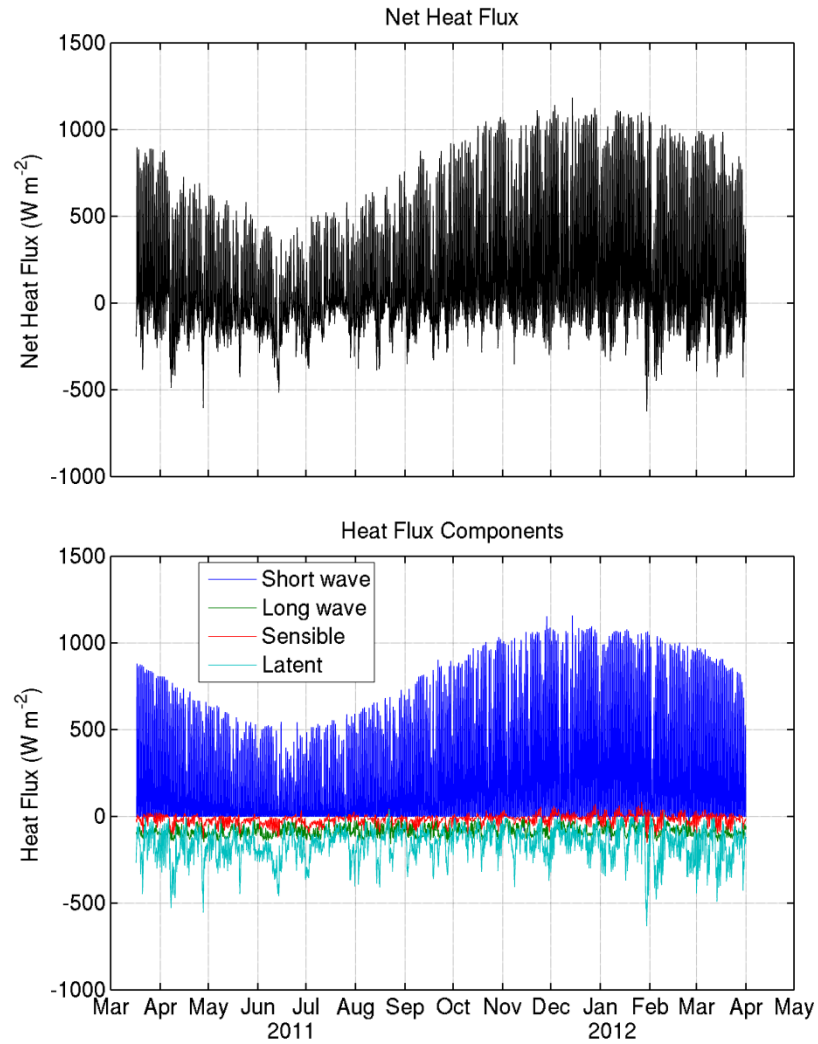 Net Heat Flux
1500
1000
500
0
-500
-1000
Net Heat Flux (W m-2)
Heat Flux Components
1500
1000
500
0
-500
-1000
Heat Flux (W m-2)
Short wave
Long wave
Sensible
Latent
Mar Apr May Jun Jul Aug Sep Oct Nov Dec Jan Feb Mar Apr May
2011 2012